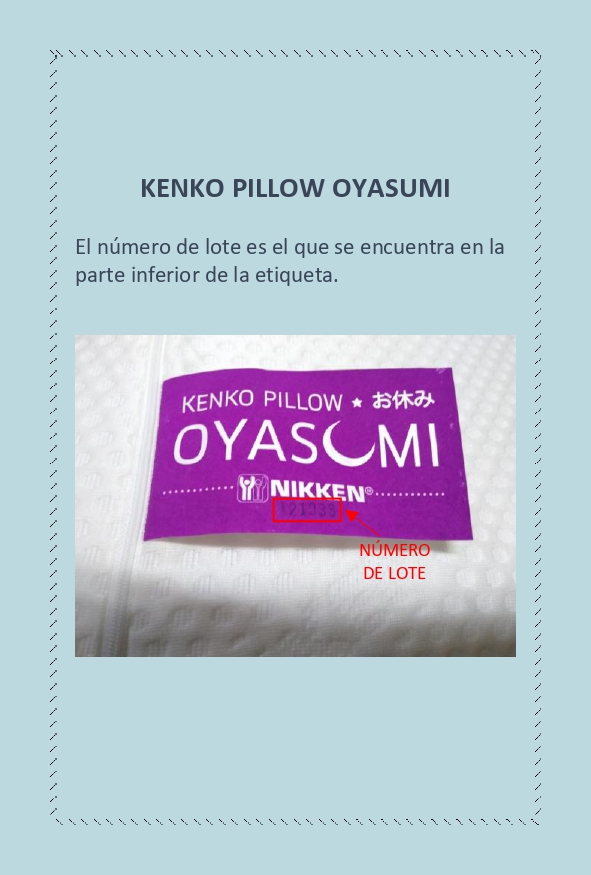 KENKO PILLOW OYASUMI
El número de lote es el que se encuentra en la
parte inferior de la etiqueta.
KENKO PILLOW ★ お休み
OYASUMI
NIKKEN®
NÚMERO
DE LOTE